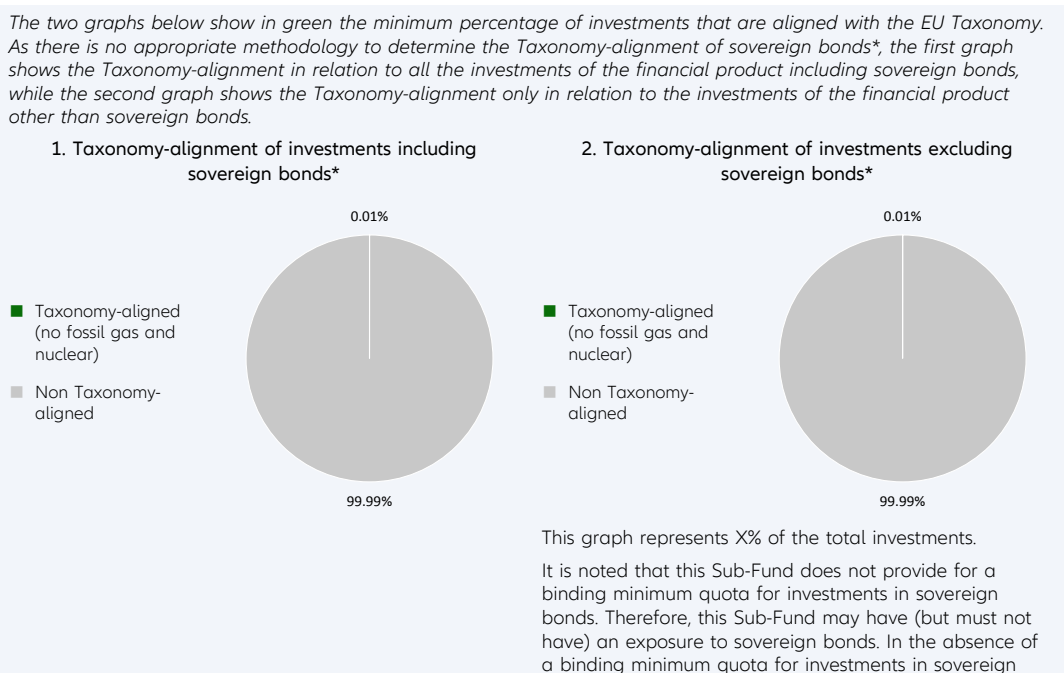 The two graphs below show in green the minimum percentage of investments that are aligned with the EU Taxonomy.
As there is no appropriate methodology to determine the Taxonomy-alignment of sovereign bonds*, the first graph
shows the Taxonomy-alignment in relation to all the investments of the financial product including sovereign bonds,
while the second graph shows the Taxonomy-alignment only in relation to the investments of the financial product
other than sovereign bonds.
1. Taxonomy-alignment of investments including
sovereign bonds*
0.01%
Taxonomy-aligned
(no fossil gas and
nuclear)
Non Taxonomy-
aligned
99.99%
2. Taxonomy-alignment of investments excluding
sovereign bonds*
0.01%
Taxonomy-aligned
(no fossil gas and
nuclear)
Non Taxonomy-
aligned
99.99%
This graph represents X% of the total investments.
It is noted that this Sub-Fund does not provide for a
binding minimum quota for investments in sovereign
bonds. Therefore, this Sub-Fund may have (but must not
have) an exposure to sovereign bonds. In the absence of
a binding minimum quota for investments in sovereign